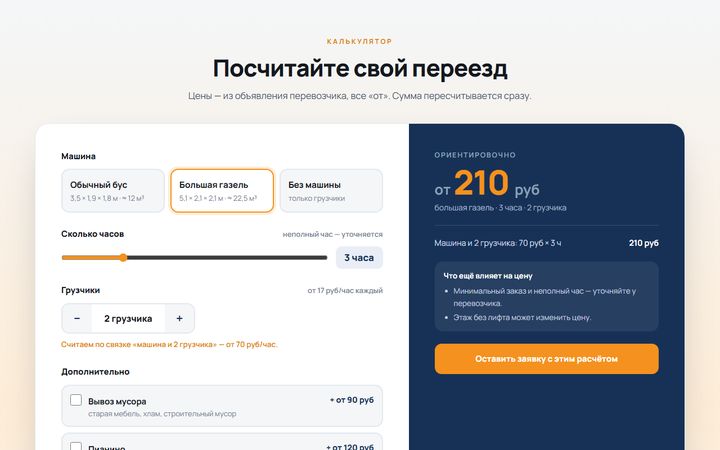 КАЛЬКУЛЯТОР
Посчитайте свой переезд
Цены — из объявления перевозчика, все «от». Сумма пересчитывается сразу.
Машина
Обычный бус
3,5 × 1,9 × 1,8 м · ≈ 12 м³
Большая газель
5,1 × 2,1 × 2,1 м · ≈ 22,5 м³
Без машины
только грузчики
Сколько часов
неполный час — уточняется
3 часа
Грузчики
от 17 руб/час каждый
− 2 грузчика +
Считаем по связке «машина и 2 грузчика» — от 70 руб/час.
Дополнительно
Вывоз мусора
+ от 90 руб
старая мебель, хлам, строительный мусор
Пианино
+ от 120 руб
ОРИЕНТИРОВОЧНО
от 210 руб
большая газель · 3 часа · 2 грузчика
Машина и 2 грузчика: 70 руб × 3 ч
210 руб
Что ещё влияет на цену
Минимальный заказ и неполный час — уточняйте у
перевозчика.
Этаж без лифта может изменить цену.
Оставить заявку с этим расчётом